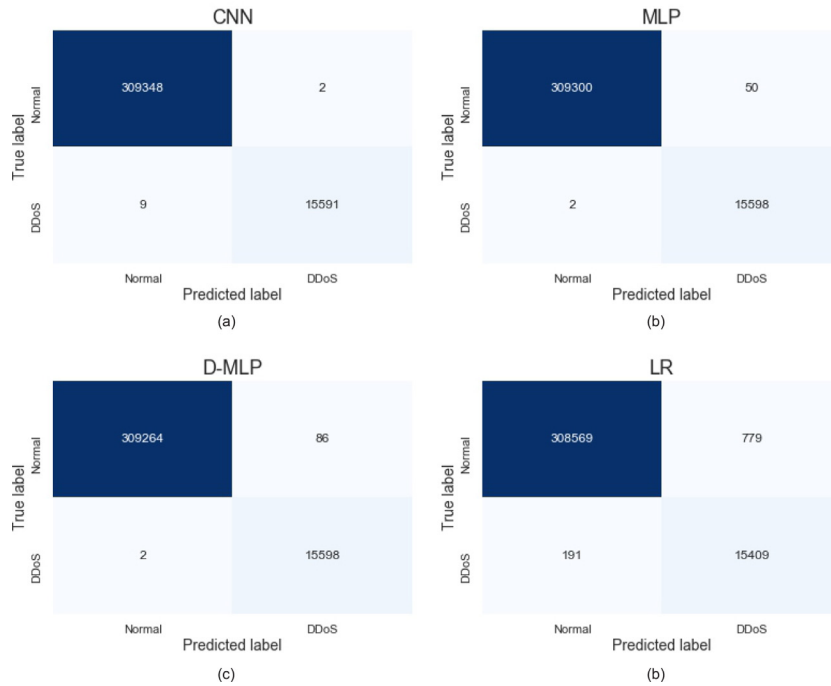 CNN
True label
Normal
309348
2
DDoS
9
15591
Normal
DDoS
Predicted label
(a)
MLP
True label
Normal
309300
50
DDoS
2
15598
Normal
DDoS
Predicted label
(b)
D-MLP
True label
Normal
309264
86
DDoS
2
15598
Normal
DDoS
Predicted label
(c)
LR
True label
Normal
308569
779
DDoS
191
15409
Normal
DDoS
Predicted label
(b)